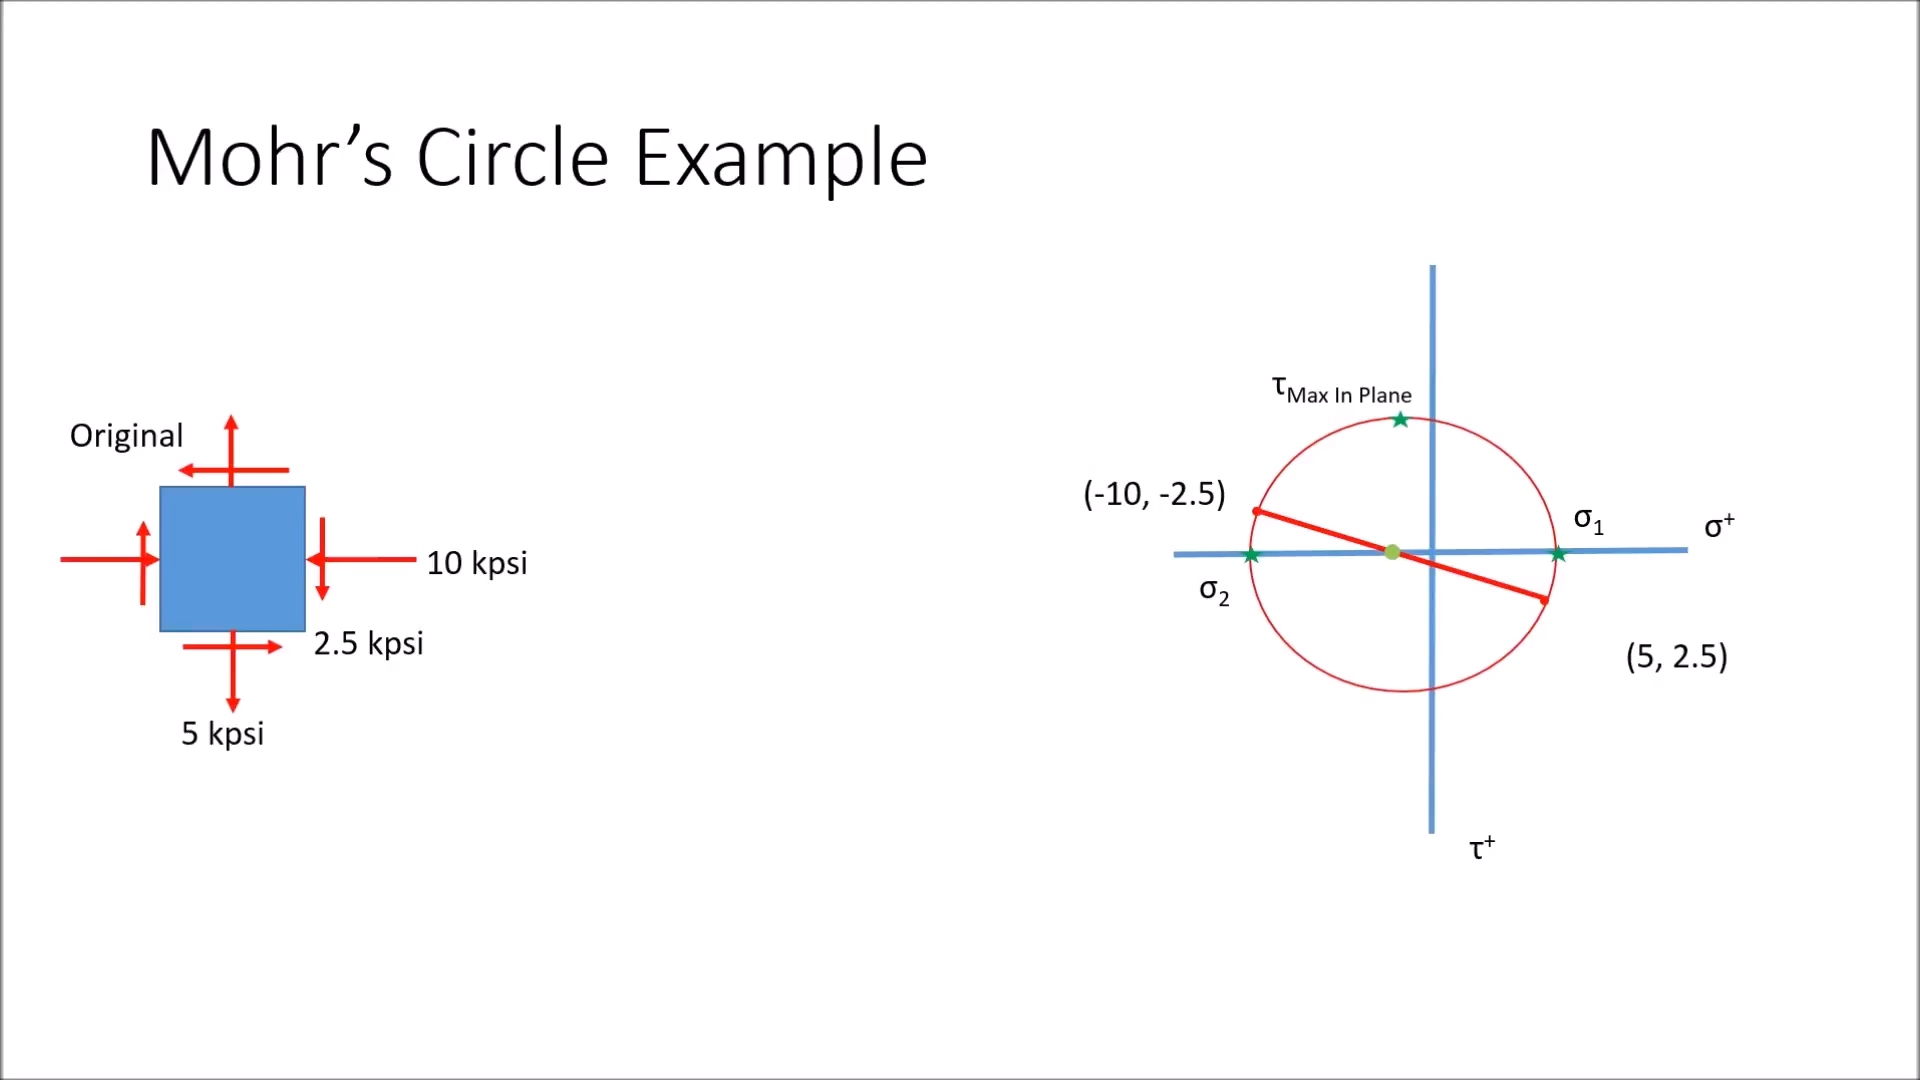 Mohr’s Circle Example
Original
10 kpsi
2.5 kpsi
5 kpsi
τMax In Plane
(-10, -2.5)
σ1
σ+
σ2
(5, 2.5)
τ+